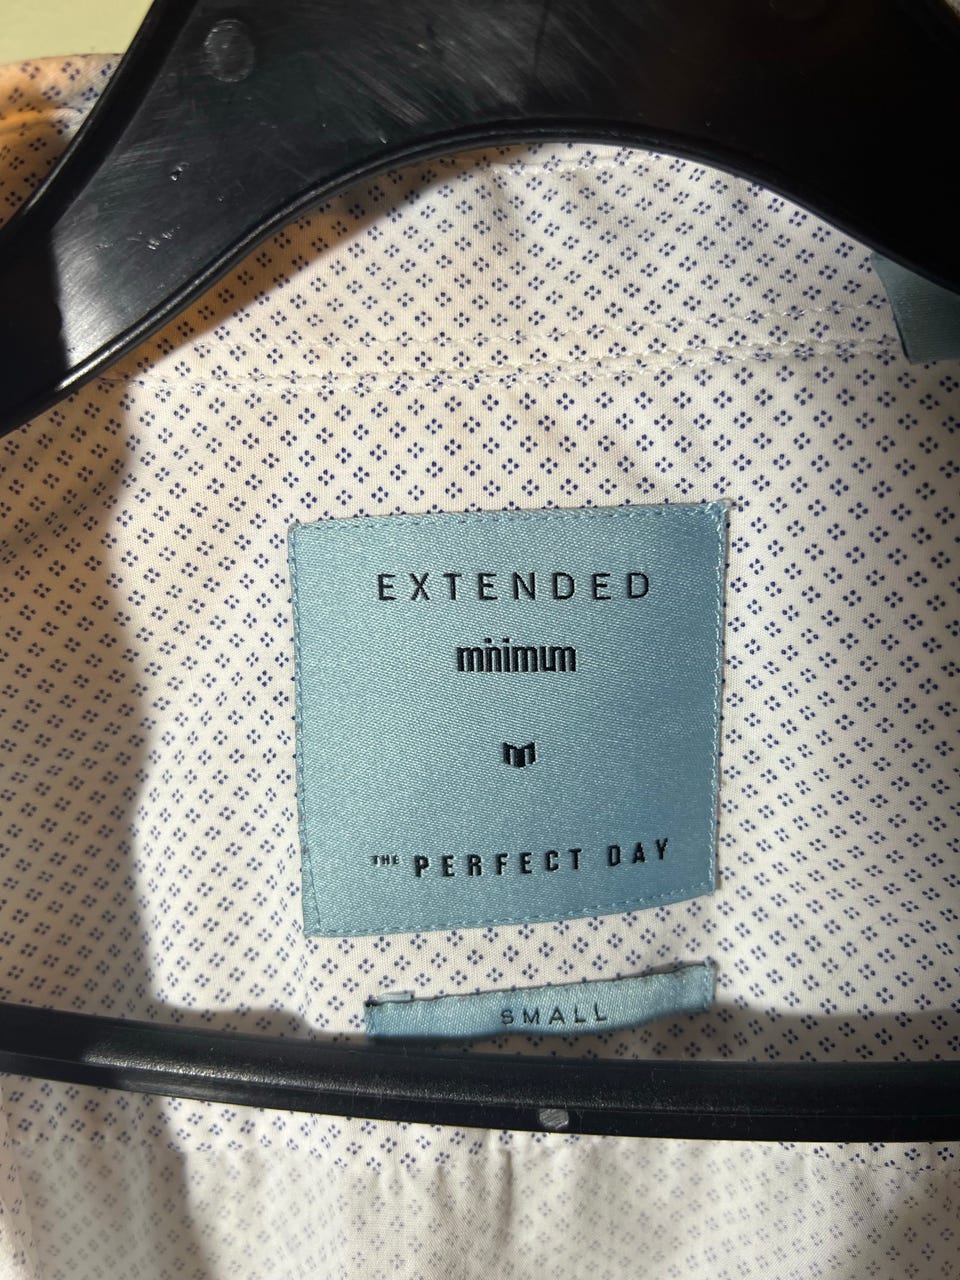 EXTENDED
minimum
m
THE PERFECT DAY
SMALL